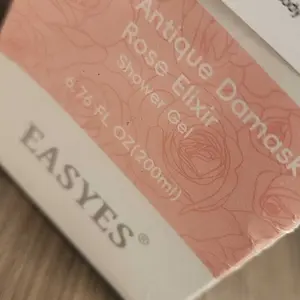 Antique Damask
Rose Elixir
Shower Gel
6.76 FL OZ(200ml)
EASYES®